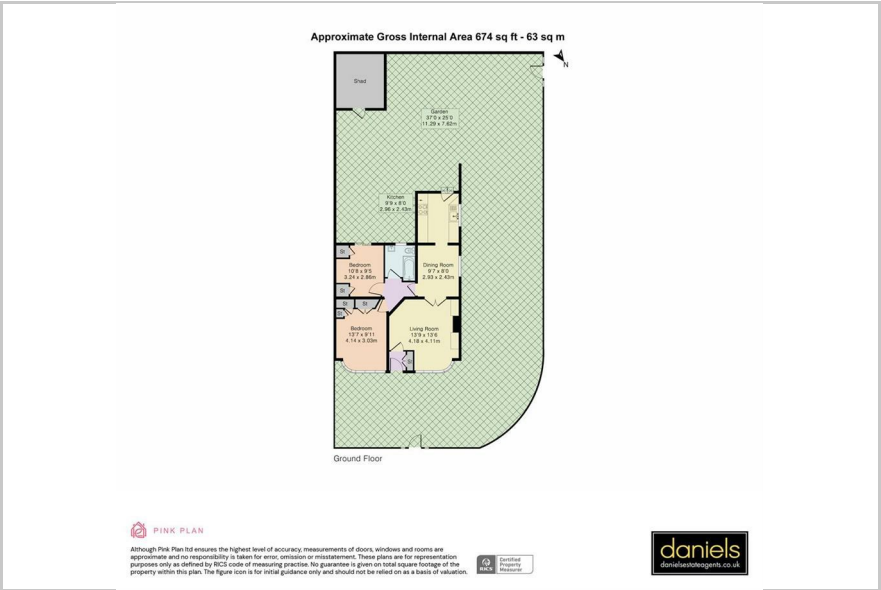 Approximate Gross Internal Area 674 sq ft - 63 sq m
N
Shed
Garden
37'0 x 25'0
11.29 x 7.62m
Kitchen
9'9 x 8'0
2.96 x 2.43m
St
Bedroom
10'8 x 9'5
3.24 x 2.86m
St
Dining Room
9'7 x 8'0
2.93 x 2.43m
St
St
St
Bedroom
13'7 x 9'11
4.14 x 3.03m
Living Room
13'9 x 13'6
4.18 x 4.11m
St
Ground Floor
PINK PLAN
Although Pink Plan ltd ensures the highest level of accuracy, measurements of doors, windows and rooms are
approximate and no responsibility is taken for error, omission or misstatement. These plans are for representation
purposes only as defined by RICS code of measuring practise. No guarantee is given on total square footage of the
property within this plan. The figure icon is for initial guidance only and should not be relied on as a basis of valuation.
RICS
Certified
Property
Measurer
daniels
danielsestateagents.co.uk